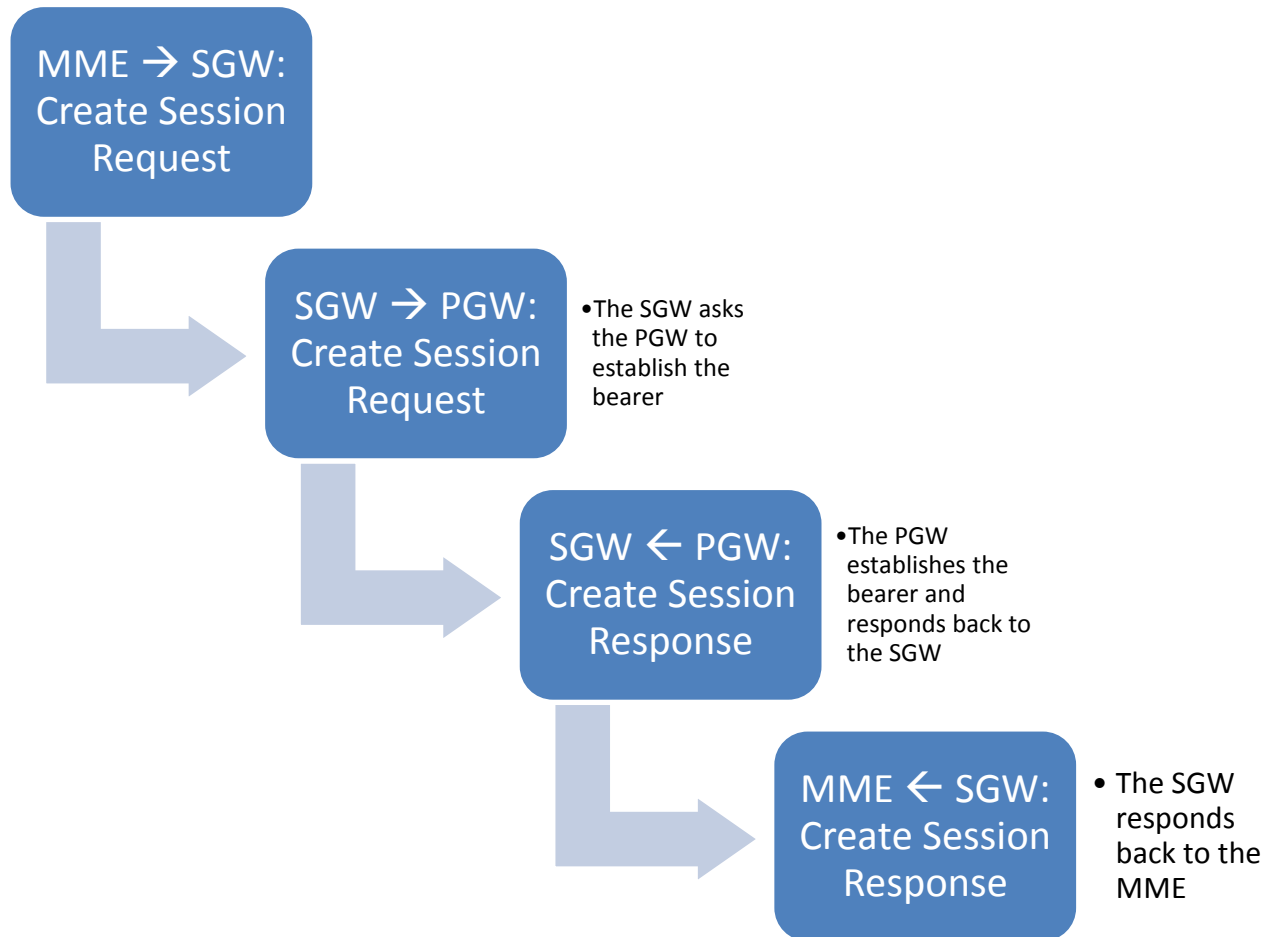 MME → SGW:
Create Session
Request
SGW → PGW:
Create Session
Request
•The SGW asks
the PGW to
establish the
bearer
SGW ← PGW:
Create Session
Response
•The PGW
establishes the
bearer and
responds back to
the SGW
MME ← SGW:
Create Session
Response
• The SGW
responds
back to the
MME